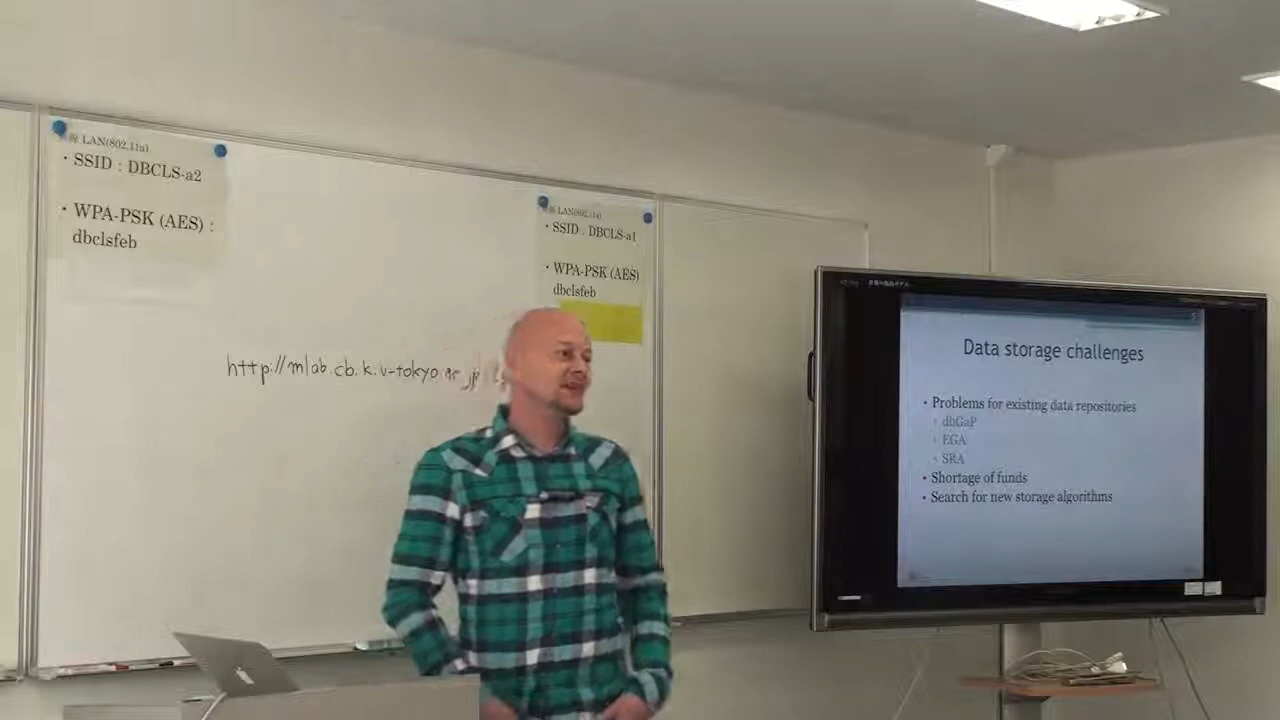 LAN(802.11a)
・SSID : DBCLS-a2
・WPA-PSK (AES) :
dbclsfeb
LAN(802.11a)
・SSID : DBCLS-a1
・WPA-PSK (AES)
dbclsfeb
http://mlab.cb.k.u-tokyo.ac.jp
Data storage challenges
• Problems for existing data repositories
• dbGaP
• EGA
• SRA
• Shortage of funds
• Search for new storage algorithms